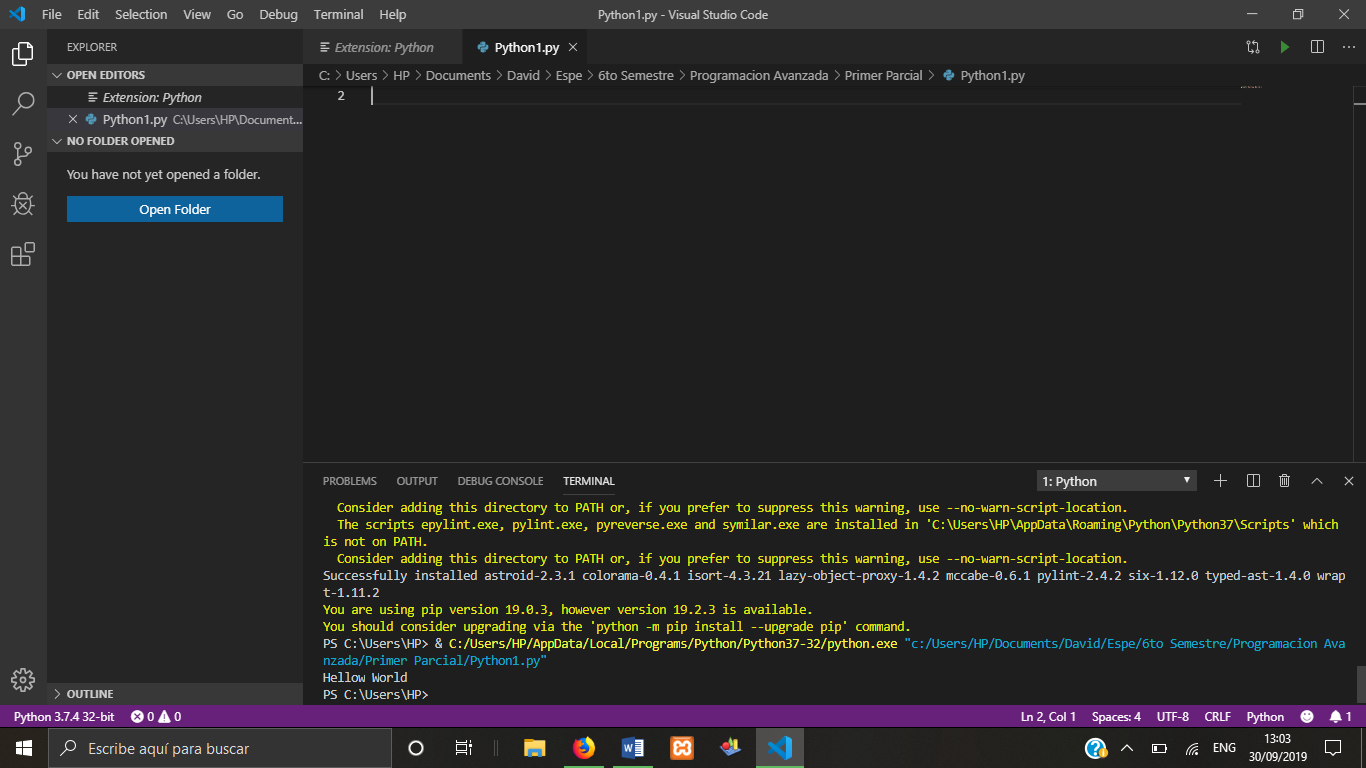 File Edit Selection View Go Debug Terminal Help
Python1.py - Visual Studio Code
EXPLORER
OPEN EDITORS
Extension: Python
Python1.py C:\Users\HP\Document...
NO FOLDER OPENED
You have not yet opened a folder.
Open Folder
OUTLINE
Extension: Python
Python1.py
C: > Users > HP > Documents > David > Espe > 6to Semestre > Programacion Avanzada > Primer Parcial > Python1.py
2
PROBLEMS OUTPUT DEBUG CONSOLE TERMINAL
1: Python
Consider adding this directory to PATH or, if you prefer to suppress this warning, use --no-warn-script-location.
The scripts epylint.exe, pylint.exe, pyreverse.exe and symilar.exe are installed in 'C:\Users\HP\AppData\Roaming\Python\Python37\Scripts' which
is not on PATH.
Consider adding this directory to PATH or, if you prefer to suppress this warning, use --no-warn-script-location.
Successfully installed astroid-2.3.1 colorama-0.4.1 isort-4.3.21 lazy-object-proxy-1.4.2 mccabe-0.6.1 pylint-2.4.2 six-1.12.0 typed-ast-1.4.0 wrap
t-1.11.2
You are using pip version 19.0.3, however version 19.2.3 is available.
You should consider upgrading via the 'python -m pip install --upgrade pip' command.
PS C:\Users\HP> & C:/Users/HP/AppData/Local/Programs/Python/Python37-32/python.exe "c:/Users/HP/Documents/David/Espe/6to Semestre/Programacion Ava
nzada/Primer Parcial/Python1.py"
Hellow World
PS C:\Users\HP>
Python 3.7.4 32-bit 0 0
Ln 2, Col 1 Spaces: 4 UTF-8 CRLF Python 1
Escribe aquí para buscar
ENG
13:03
30/09/2019